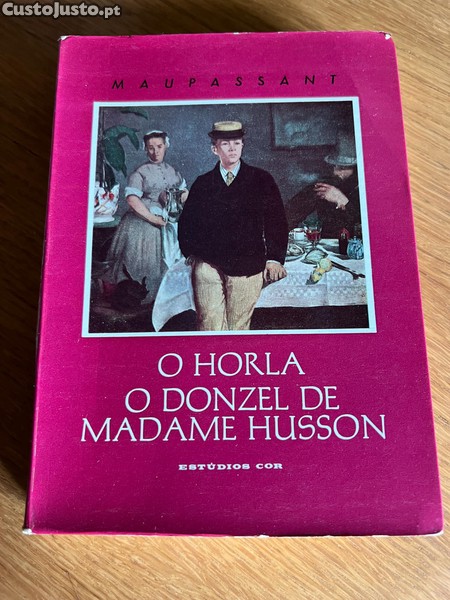 CustoJusto.pt
MAUPASSANT
O HORLA
O DONZEL DE
MADAME HUSSON
ESTÚDIOS COR